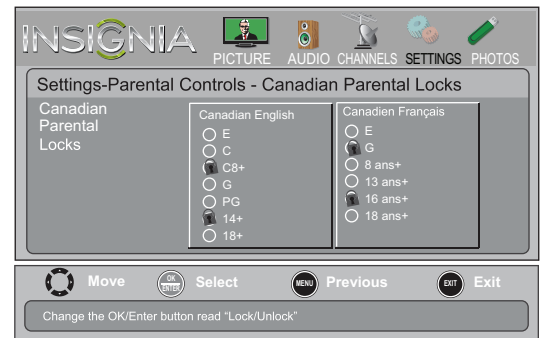 INSIGNIA
PICTURE AUDIO CHANNELS SETTINGS PHOTOS
Settings-Parental Controls - Canadian Parental Locks
Canadian
Parental
Locks
Canadian English
E
C
C8+
G
PG
14+
18+
Canadien Français
E
G
8 ans+
13 ans+
16 ans+
18 ans+
Move
OK
ENTER
Select
MENU
Previous
EXIT
Exit
Change the OK/Enter button read “Lock/Unlock”